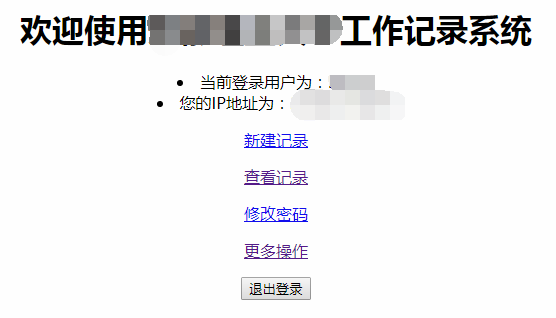 欢迎使用工作记录系统
当前登录用户为：
您的IP地址为：
新建记录
查看记录
修改密码
更多操作
退出登录